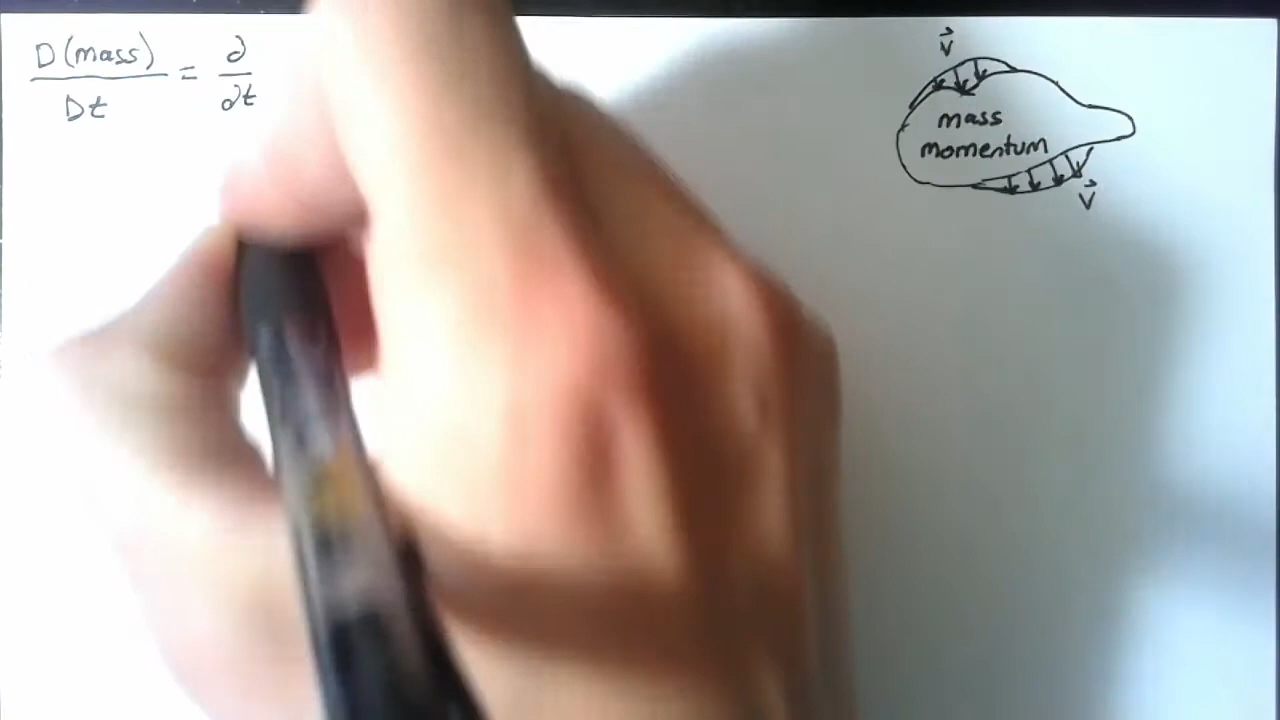 D(mass)/Dt = ∂/∂t
V⃗
mass
momentum
V⃗